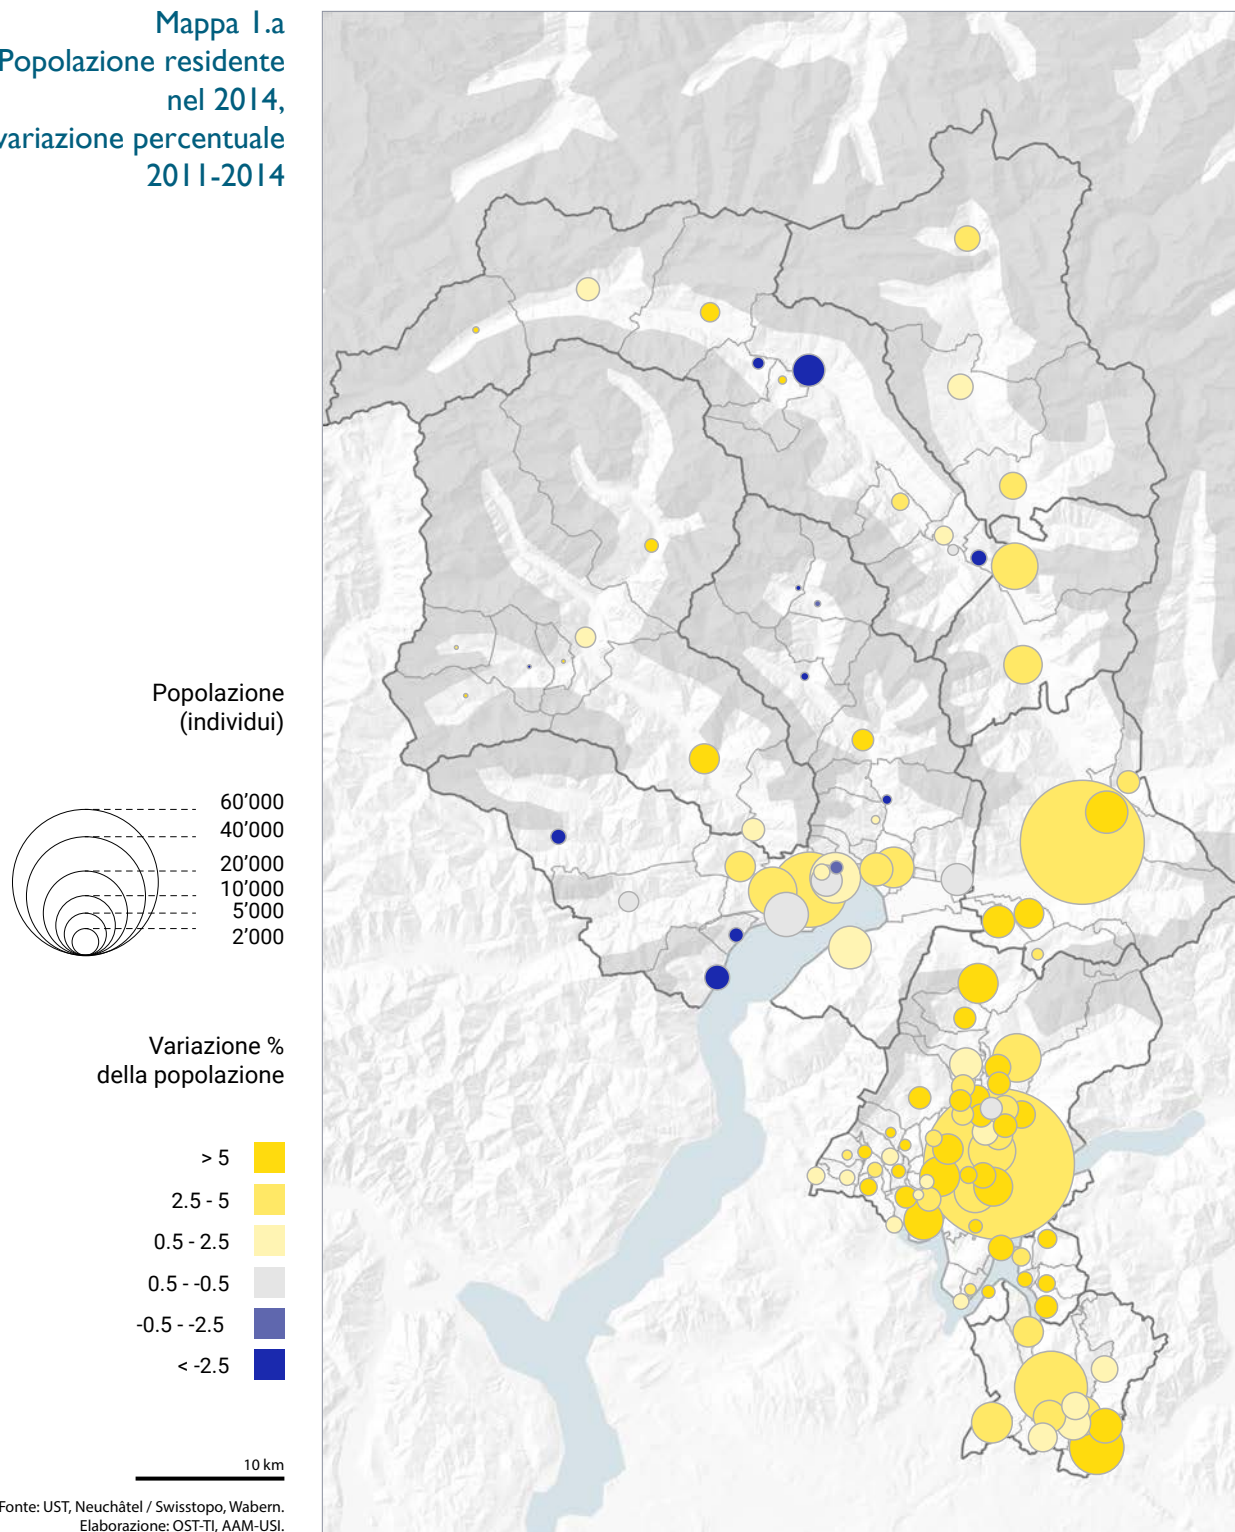 Mappa 1.a
Popolazione residente
nel 2014,
variazione percentuale
2011-2014
Popolazione
(individui)
60'000
40'000
20'000
10'000
5'000
2'000
Variazione %
della popolazione
> 5
2.5 - 5
0.5 - 2.5
0.5 - -0.5
-0.5 - -2.5
< -2.5
10 km
Fonte: UST, Neuchâtel / Swisstopo, Wabern.
Elaborazione: OST-TI, AAM-USI.